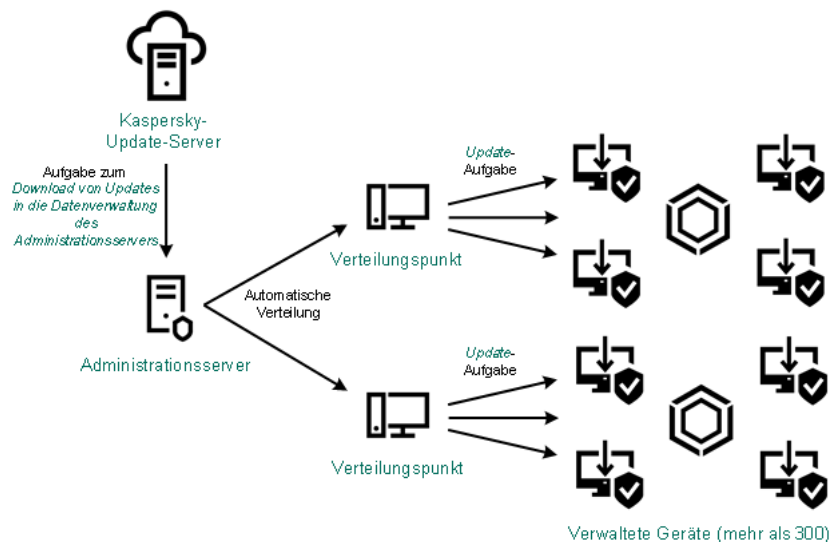 Kaspersky-
Update-Server
Aufgabe zum
Download von Updates
in die Datenverwaltung
des
Administrationsservers
Administrationsserver
Automatische
Verteilung
Verteilungspunkt
Update-
Aufgabe
Verteilungspunkt
Update-
Aufgabe
Verwaltete Geräte (mehr als 300)